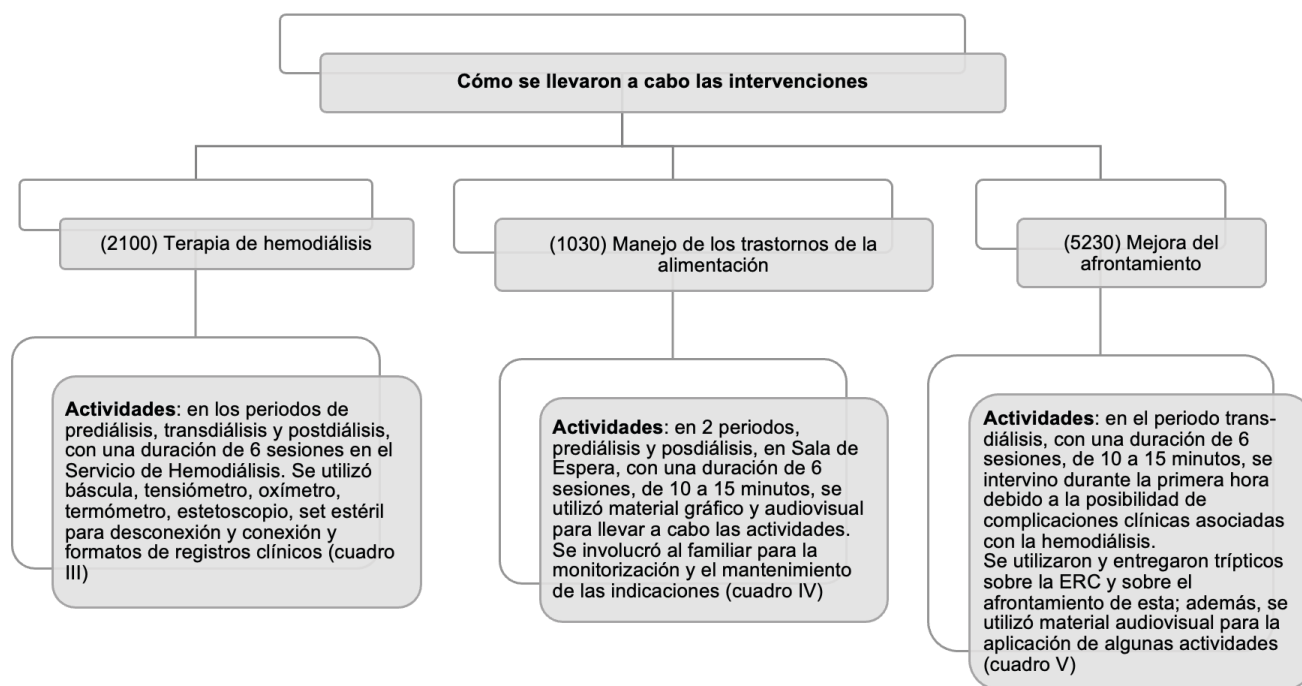 Cómo se llevaron a cabo las intervenciones
(2100) Terapia de hemodiálisis
(1030) Manejo de los trastornos de la
alimentación
(5230) Mejora del
afrontamiento
Actividades: en los periodos de
prediálisis, transdiálisis y postdiálisis,
con una duración de 6 sesiones en el
Servicio de Hemodiálisis. Se utilizó
báscula, tensiómetro, oxímetro,
termómetro, estetoscopio, set estéril
para desconexión y conexión y
formatos de registros clínicos (cuadro
III)
Actividades: en 2 periodos,
prediálisis y posdiálisis, en Sala de
Espera, con una duración de 6
sesiones, de 10 a 15 minutos, se
utilizó material gráfico y audiovisual
para llevar a cabo las actividades.
Se involucró al familiar para la
monitorización y el mantenimiento
de las indicaciones (cuadro IV)
Actividades: en el periodo trans-
diálisis, con una duración de 6
sesiones, de 10 a 15 minutos, se
intervino durante la primera hora
debido a la posibilidad de
complicaciones clínicas asociadas
con la hemodiálisis.
Se utilizaron y entregaron trípticos
sobre la ERC y sobre el
afrontamiento de esta; además, se
utilizó material audiovisual para la
aplicación de algunas actividades
(cuadro V)